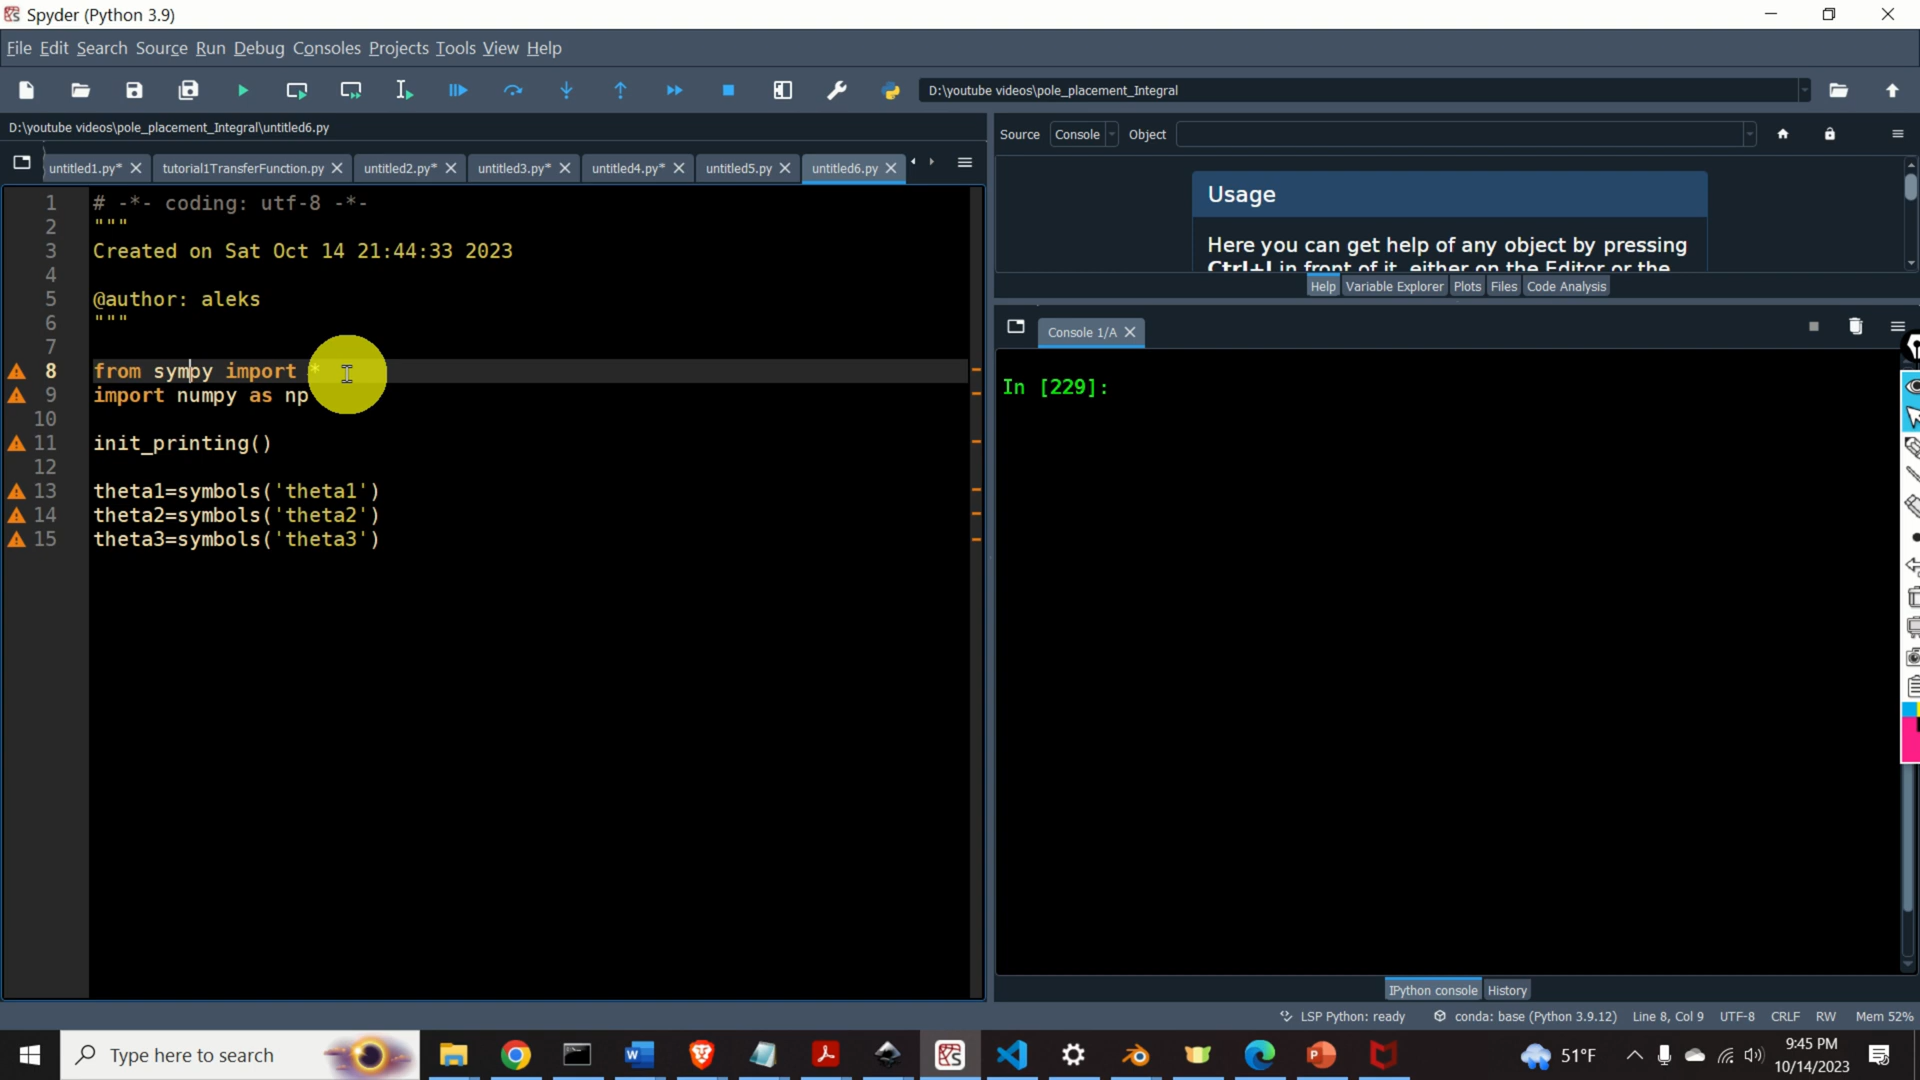 Spyder (Python 3.9)
File Edit Search Source Run Debug Consoles Projects Tools View Help
D:\youtube videos\pole_placement_Integral
D:\youtube videos\pole_placement_Integral\untitled6.py
untitled1.py* tutorial1TransferFunction.py untitled2.py* untitled3.py* untitled4.py* untitled5.py untitled6.py
1 # -*- coding: utf-8 -*-
2 """
3 Created on Sat Oct 14 21:44:33 2023
4
5 @author: aleks
6 """
7
8 from sympy import *
9 import numpy as np
10
11 init_printing()
12
13 theta1=symbols('theta1')
14 theta2=symbols('theta2')
15 theta3=symbols('theta3')
Source Console Object
Usage
Here you can get help of any object by pressing
Ctrl+I in front of it, either on the Editor or the
Help Variable Explorer Plots Files Code Analysis
Console 1/A
In [229]:
IPython console History
LSP Python: ready conda: base (Python 3.9.12) Line 8, Col 9 UTF-8 CRLF RW Mem 52%
Type here to search
51°F
9:45 PM
10/14/2023